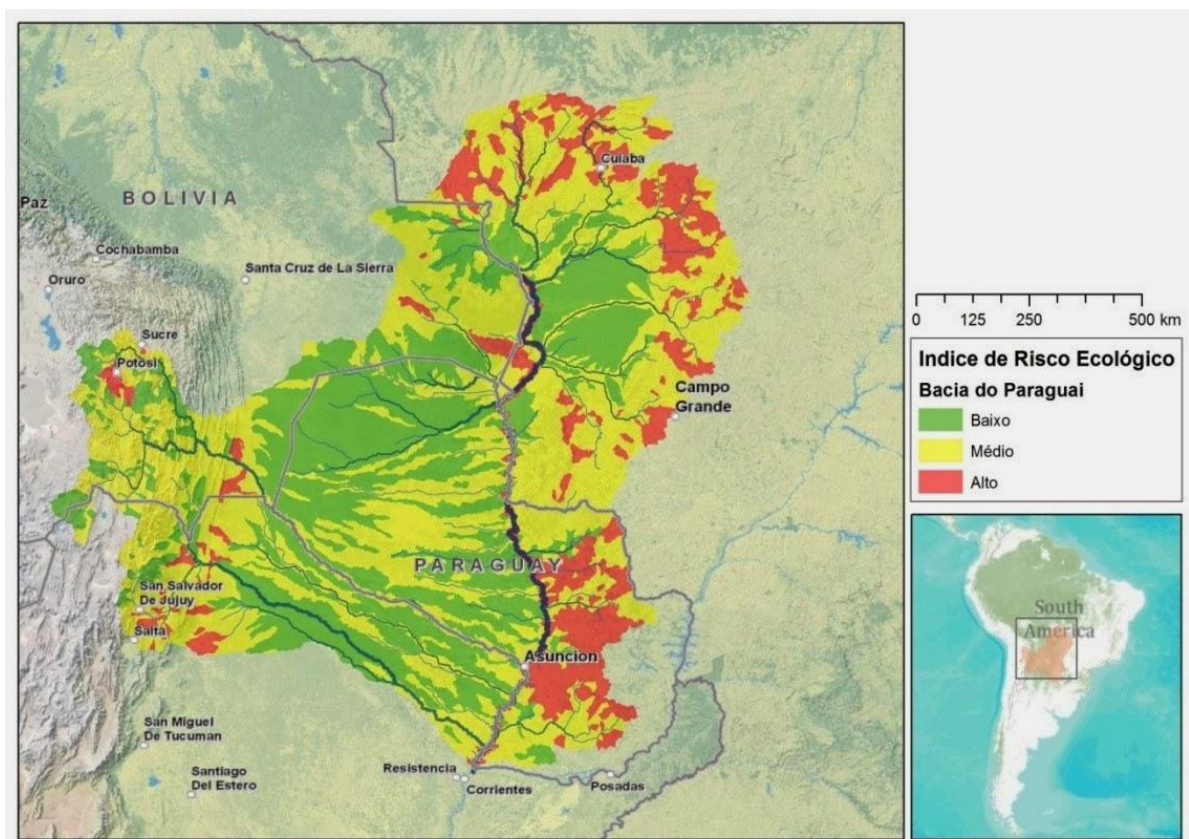 BOLIVIA
Paz
Cochabamba
Oruro
Santa Cruz de La Sierra
Cuiaba
Sucre
Potosi
Campo
Grande
PARAGUAY
San Salvador
De Jújuy
Salta
Asuncion
San Miguel
De Tucuman
Santiago
Del Estero
Resistencia
Corrientes
Posadas
0 125 250 500 km
Indice de Risco Ecológico
Bacia do Paraguai
Baixo
Médio
Alto
South
America